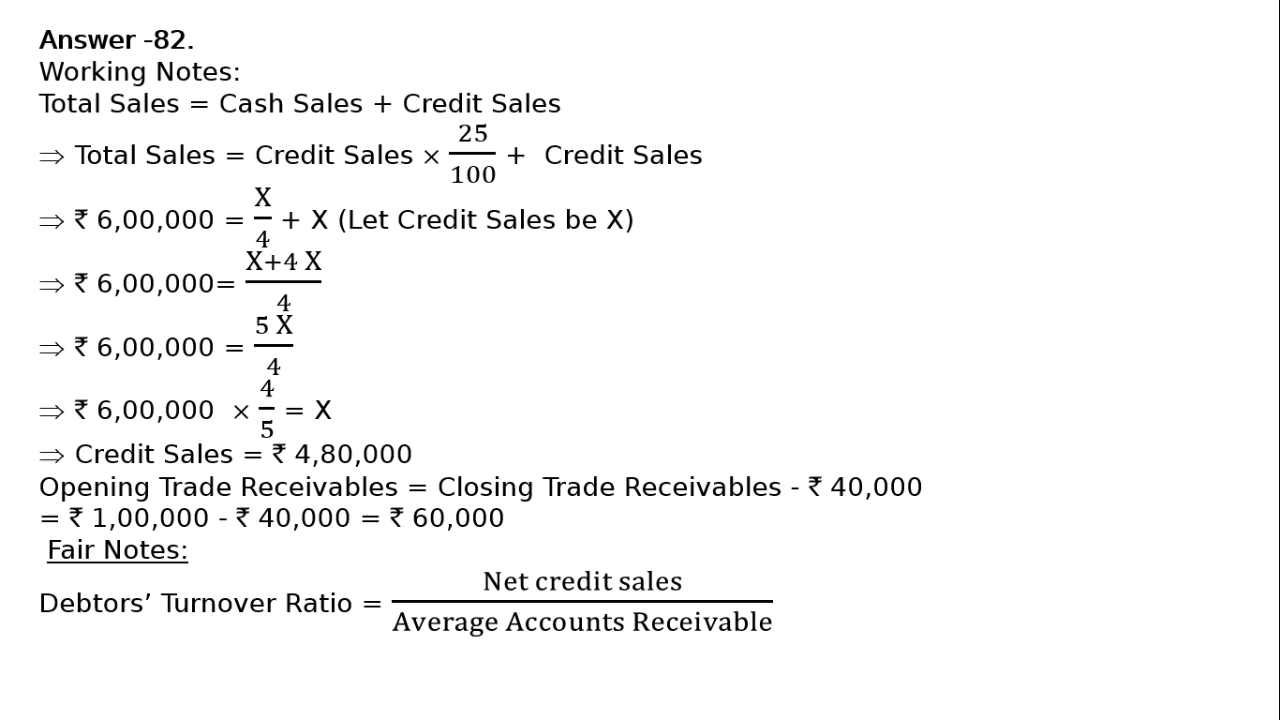 Answer -82.
Working Notes:
Total Sales = Cash Sales + Credit Sales
⇒ Total Sales = Credit Sales × 25/100 + Credit Sales
⇒ ₹ 6,00,000 = X/4 + X (Let Credit Sales be X)
⇒ ₹ 6,00,000= X+4 X/4
⇒ ₹ 6,00,000 = 5 X/4
⇒ ₹ 6,00,000 × 4/5 = X
⇒ Credit Sales = ₹ 4,80,000
Opening Trade Receivables = Closing Trade Receivables - ₹ 40,000
= ₹ 1,00,000 - ₹ 40,000 = ₹ 60,000
Fair Notes:
Debtors’ Turnover Ratio = Net credit sales/Average Accounts Receivable